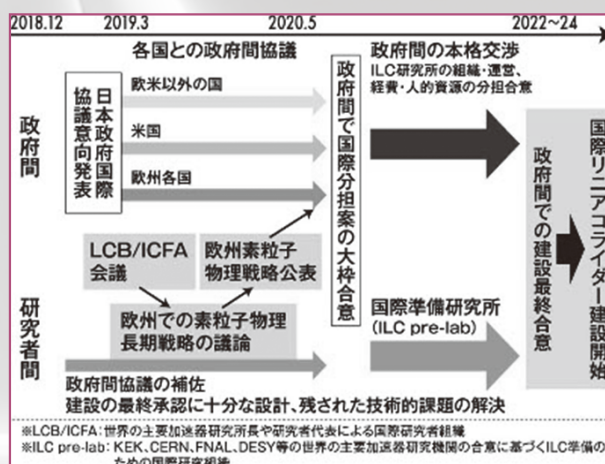 2018.12
2019.3
2020.5
2022~24
各国との政府間協議
政府間の本格交渉
ILC研究所の組織・運営、
経費・人的資源の分担合意
政府間
日本政府国際
協議意向発表
欧米以外の国
米国
欧州各国
政府間で国際分担案の大枠合意
政府間での建設最終合意
国際リニアコライダー建設開始
LCB/ICFA
会議
欧州素粒子
物理戦略公表
欧州での素粒子物理
長期戦略の議論
研究者間
国際準備研究所
(ILC pre-lab)
政府間協議の補佐
建設の最終承認に十分な設計、残された技術的課題の解決
※LCB/ICFA:世界の主要加速器研究所長や研究者代表による国際研究者組織
※ILC pre-lab: KEK、CERN、FNAL、DESY等の世界の主要加速器研究機関の合意に基づくILC準備の
ための国際研究組織